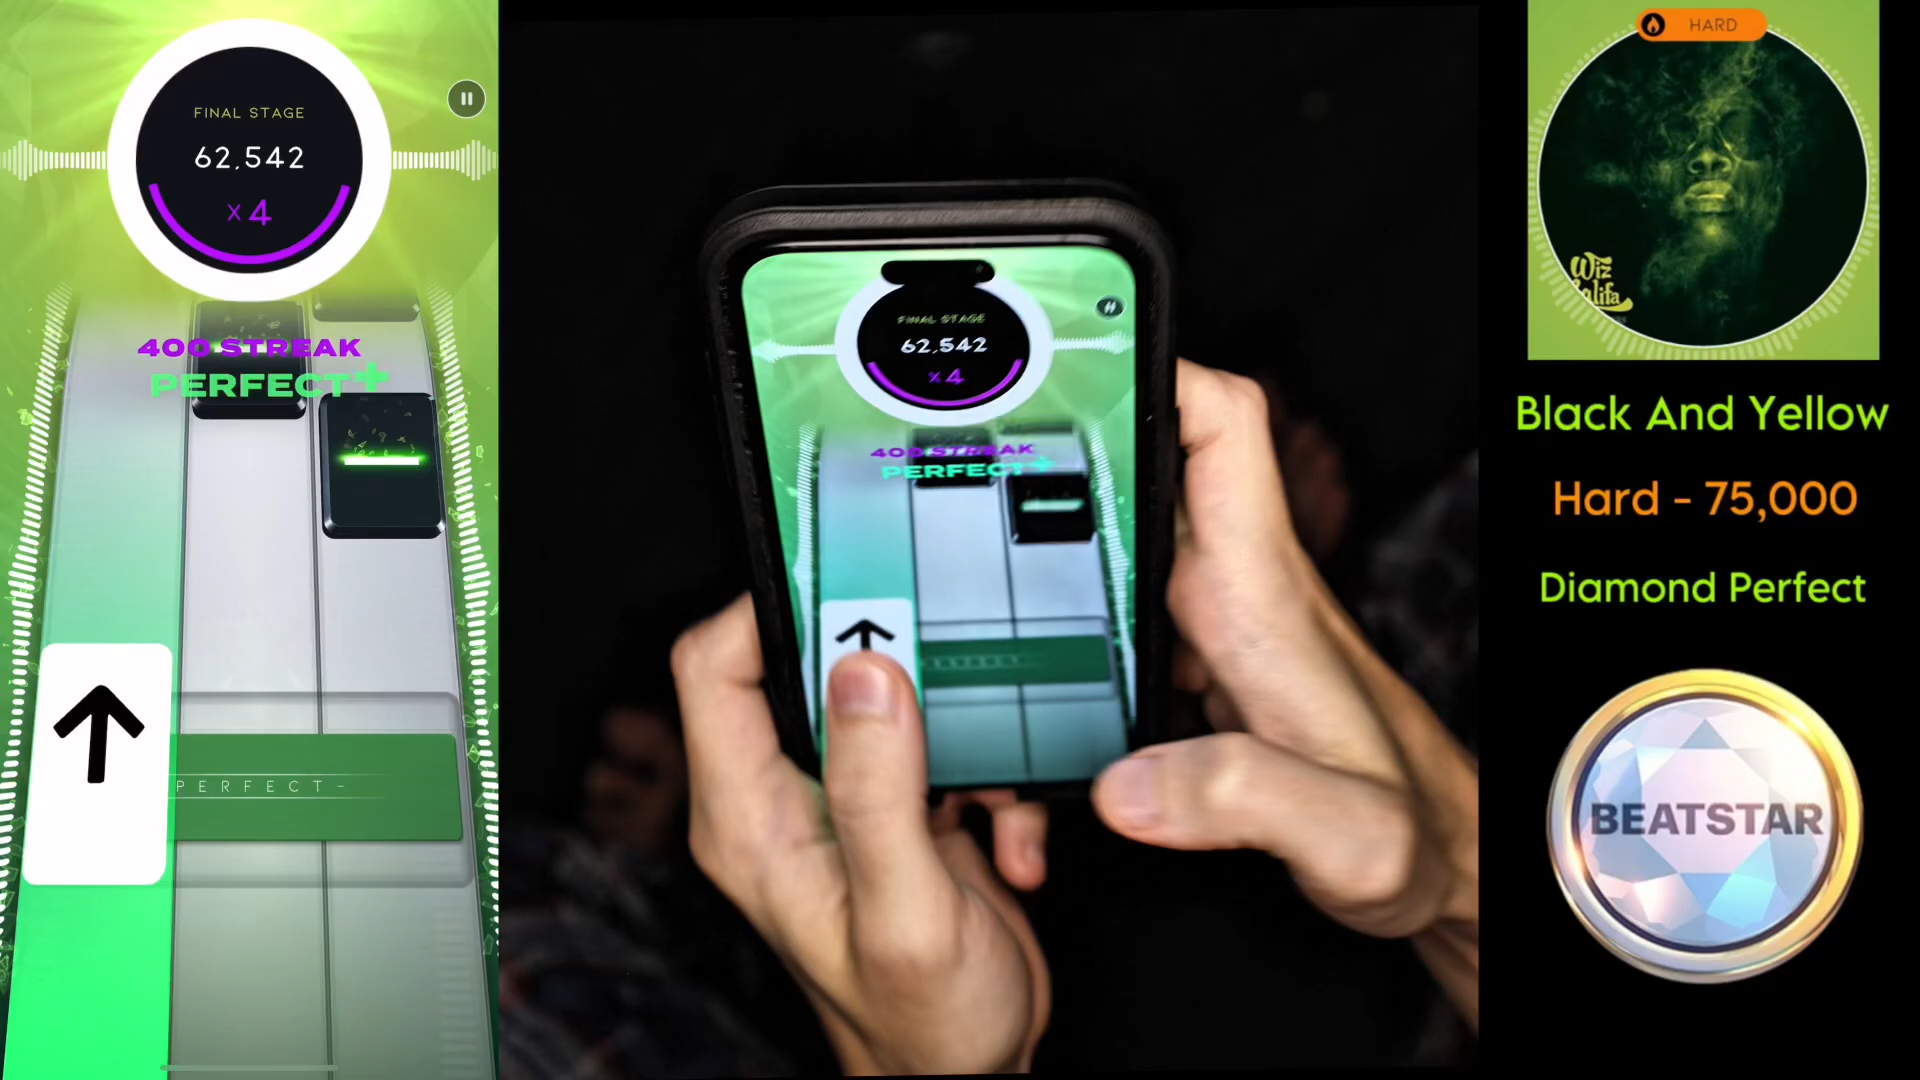 FINAL STAGE
62,542
x4
400 STREAK
PERFECT+
PERFECT-
FINAL STAGE
62,542
x4
400 STREAK
PERFECT+
PERFECT
HARD
Wiz
Black And Yellow
Hard - 75,000
Diamond Perfect
BEATSTAR